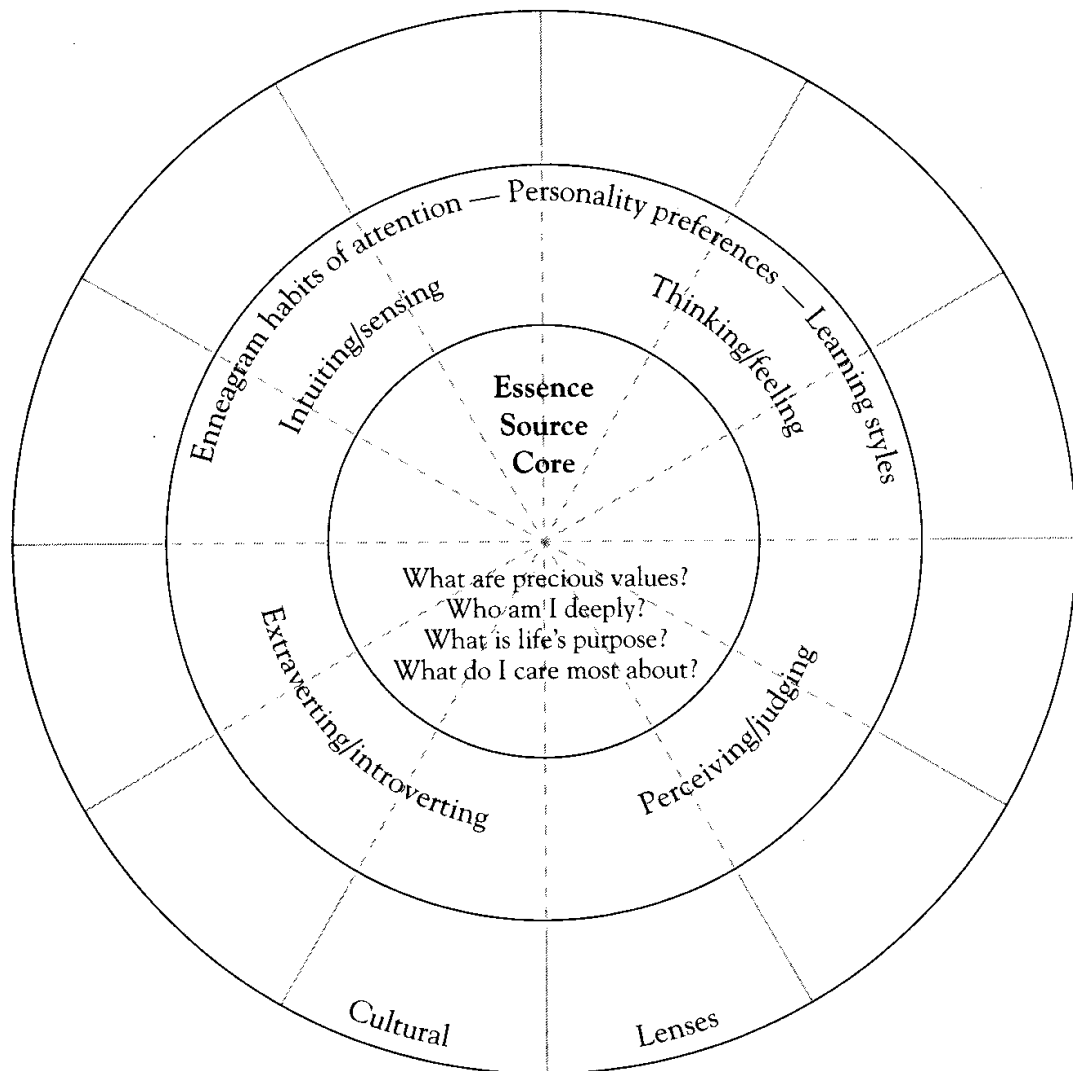 Enneagram habits of attention — Personality preferences — Learning styles
Intuiting/sensing
Thinking/feeling
Essence
Source
Core
What are precious values?
Who am I deeply?
What is life's purpose?
What do I care most about?
Extraverting/introverting
Perceiving/judging
Cultural Lenses